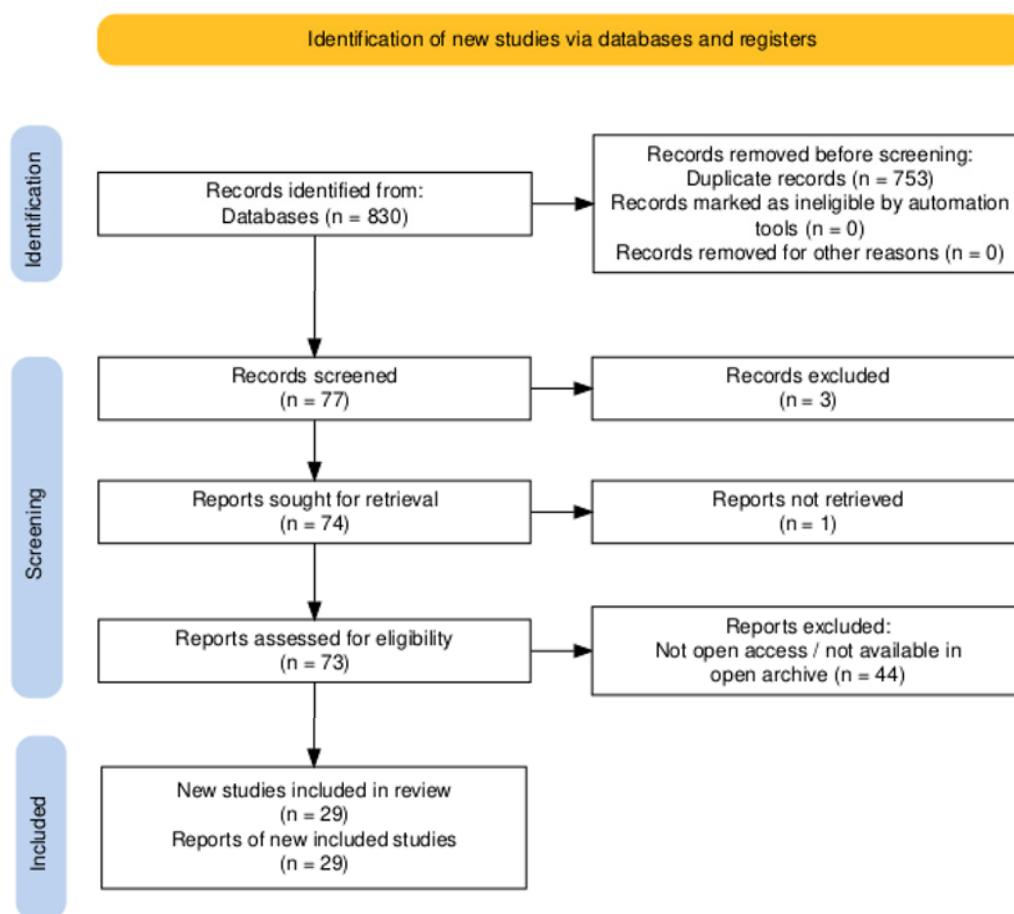 Identification of new studies via databases and registers
Identification
Records identified from:
Databases (n = 830)
Records removed before screening:
Duplicate records (n = 753)
Records marked as ineligible by automation
tools (n = 0)
Records removed for other reasons (n = 0)
Screening
Records screened
(n = 77)
Records excluded
(n = 3)
Reports sought for retrieval
(n = 74)
Reports not retrieved
(n = 1)
Reports assessed for eligibility
(n = 73)
Reports excluded:
Not open access / not available in
open archive (n = 44)
Included
New studies included in review
(n = 29)
Reports of new included studies
(n = 29)